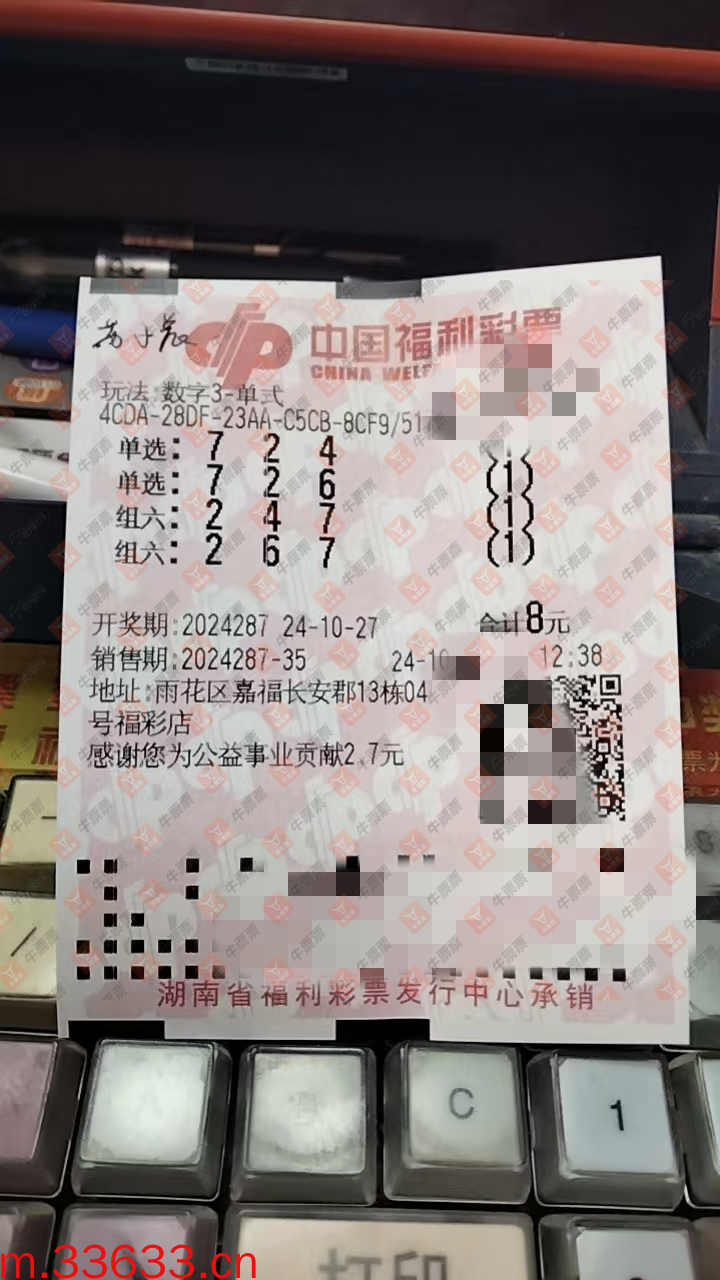 中国福利彩票
CHINA WELF
玩法:数字3-单式
4CDA-28DF-23AA-C5CB-8CF9/517
单选: 7 2 4 (1)
单选: 7 2 6 (1)
组六: 2 4 7 (1)
组六: 2 6 7 (1)
开奖期:2024287 24-10-27 合计8元
销售期:2024287-35 24-10 12:38
地址:雨花区嘉福长安郡13栋04
号福彩店
感谢您为公益事业贡献2.7元
湖南省福利彩票发行中心承销
C 1
打印
m.33633.cn
牛票票